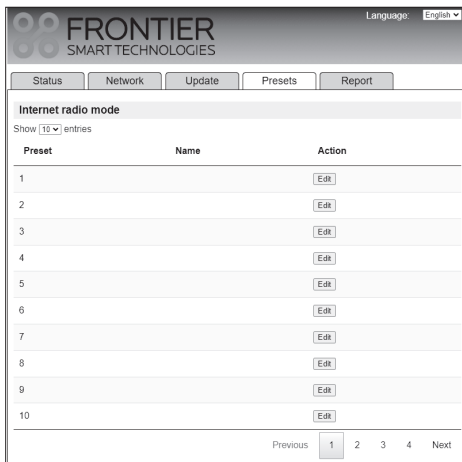 Language: English
FRONTIER
SMART TECHNOLOGIES
Status Network Update Presets Report
Internet radio mode
Show 10 entries
Preset Name Action
1 Edit
2 Edit
3 Edit
4 Edit
5 Edit
6 Edit
7 Edit
8 Edit
9 Edit
10 Edit
Previous 1 2 3 4 Next